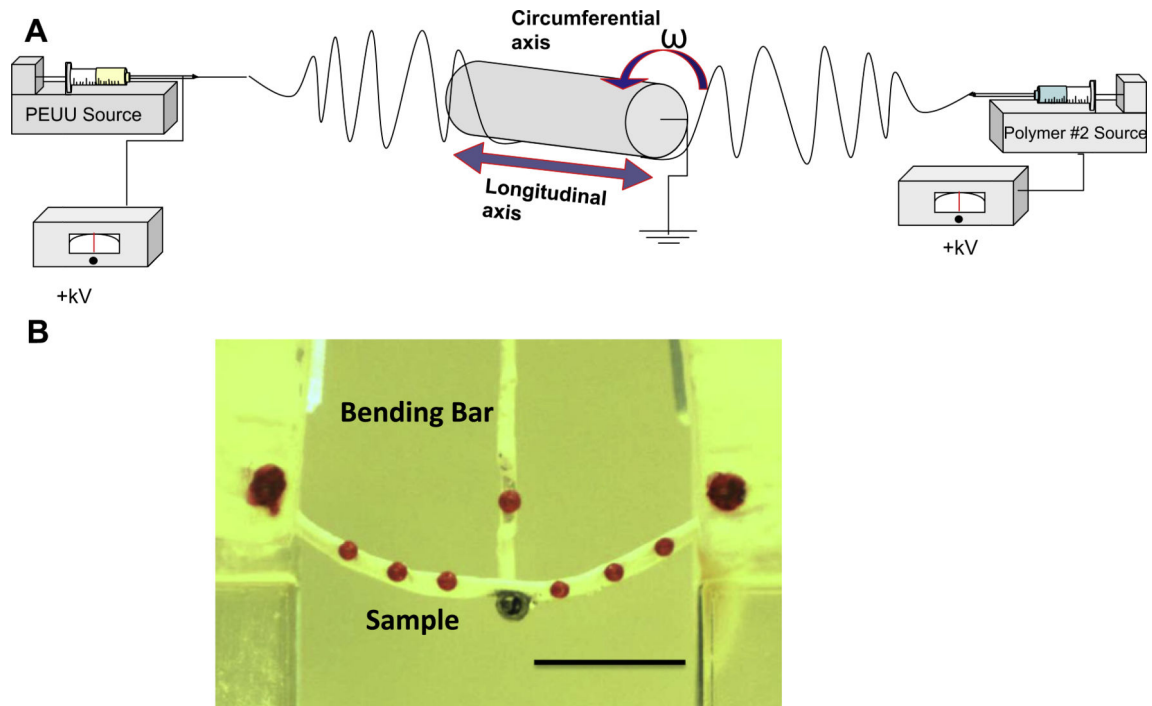 A
Circumferential
axis
ω
PEUU Source
Polymer #2 Source
Longitudinal
axis
+kV
+kV
B
Bending Bar
Sample